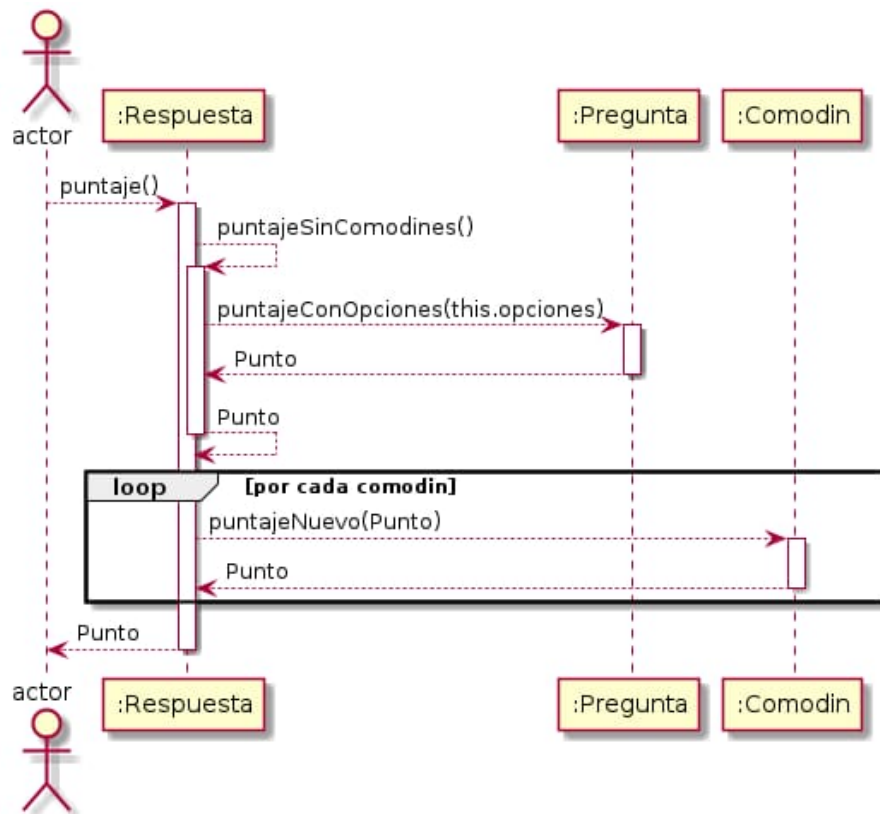 actor
:Respuesta
:Pregunta
:Comodin
puntaje()
puntajeSinComodines()
puntajeConOpciones(this.opciones)
Punto
Punto
loop [por cada comodin]
puntajeNuevo(Punto)
Punto
Punto
actor
:Respuesta
:Pregunta
:Comodin